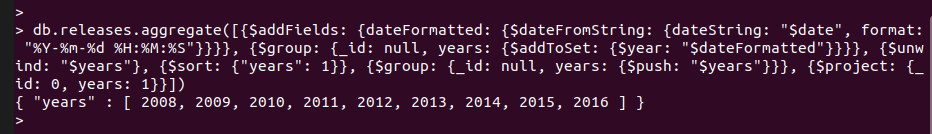 >
> db.releases.aggregate([{$addFields: {dateFormatted: {$dateFromString: {dateString: "$date", format:
"%Y-%m-%d %H:%M:%S"}}}}, {$group: {_id: null, years: {$addToSet: {$year: "$dateFormatted"}}}}, {$unw
ind: "$years"}, {$sort: {"years": 1}}, {$group: {_id: null, years: {$push: "$years"}}}, {$project: {_
id: 0, years: 1}}])
{ "years" : [ 2008, 2009, 2010, 2011, 2012, 2013, 2014, 2015, 2016 ] }
>